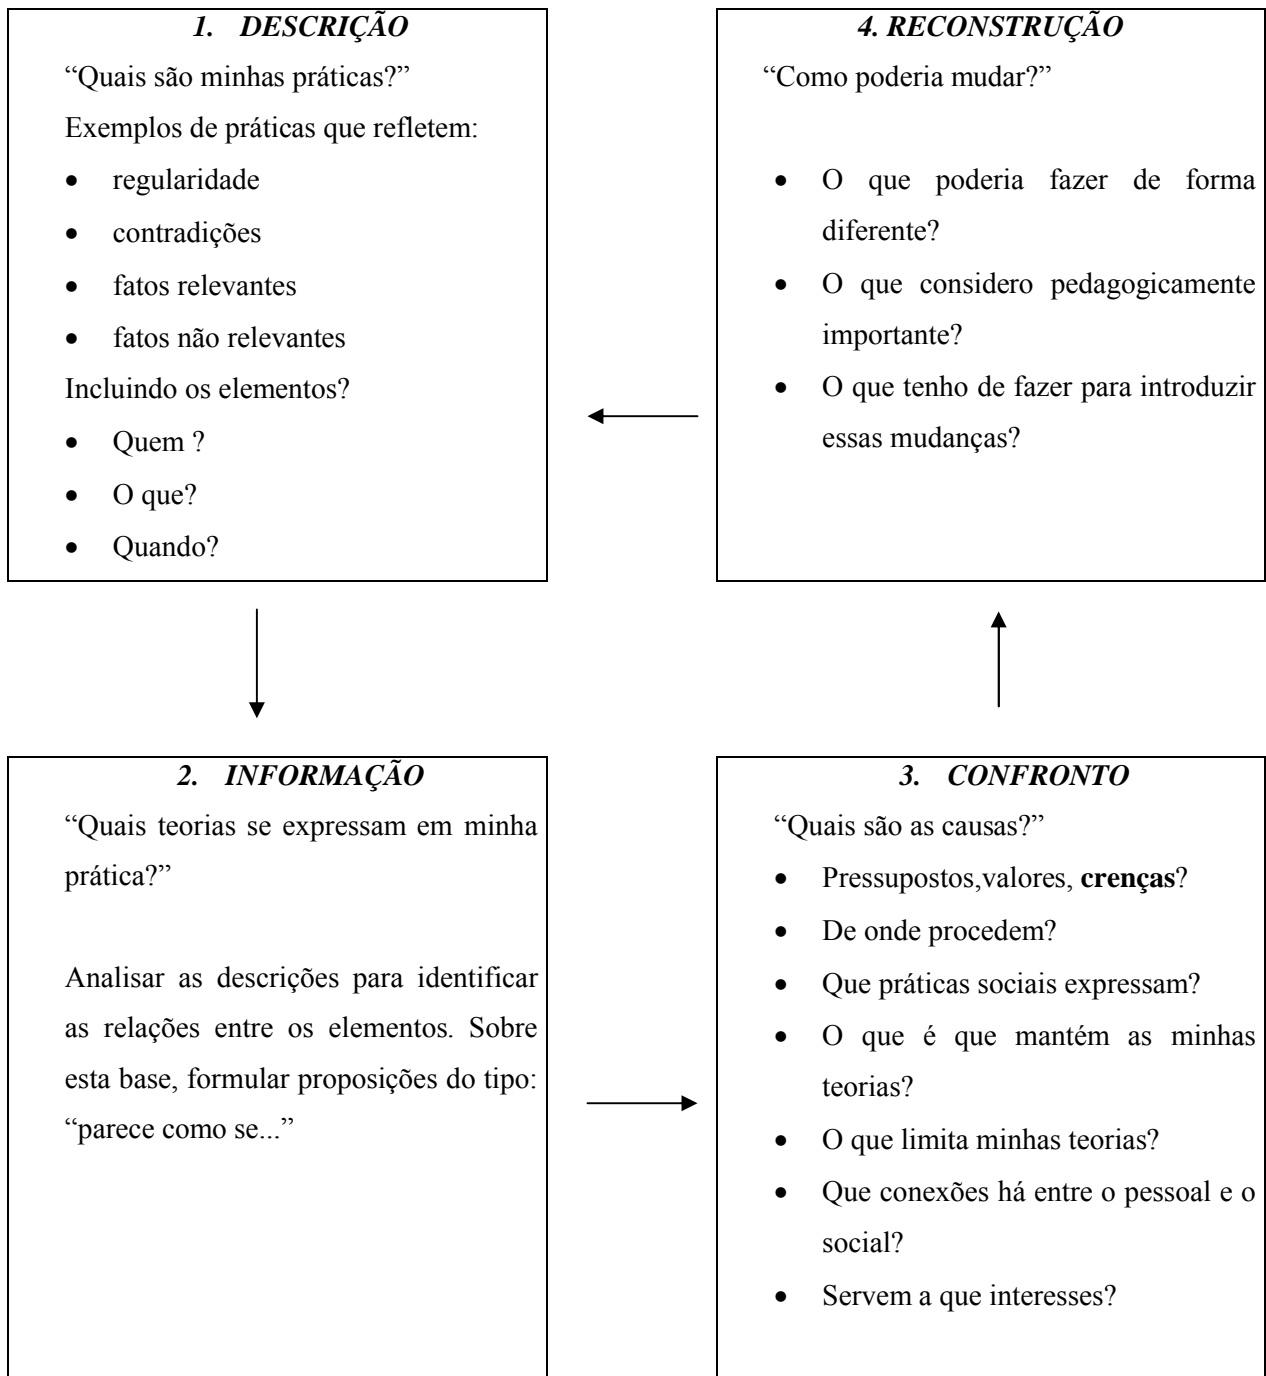 1. DESCRIÇÃO
“Quais são minhas práticas?”
Exemplos de práticas que refletem:
• regularidade
• contradições
• fatos relevantes
• fatos não relevantes
Incluindo os elementos?
• Quem ?
• O que?
• Quando?
2. INFORMAÇÃO
“Quais teorias se expressam em minha
prática?”
Analisar as descrições para identificar
as relações entre os elementos. Sobre
esta base, formular proposições do tipo:
“parece como se...”
3. CONFRONTO
“Quais são as causas?”
• Pressupostos,valores, crenças?
• De onde procedem?
• Que práticas sociais expressam?
• O que é que mantém as minhas
teorias?
• O que limita minhas teorias?
• Que conexões há entre o pessoal e o
social?
• Servem a que interesses?
4. RECONSTRUÇÃO
“Como poderia mudar?”
• O que poderia fazer de forma
diferente?
• O que considero pedagogicamente
importante?
• O que tenho de fazer para introduzir
essas mudanças?